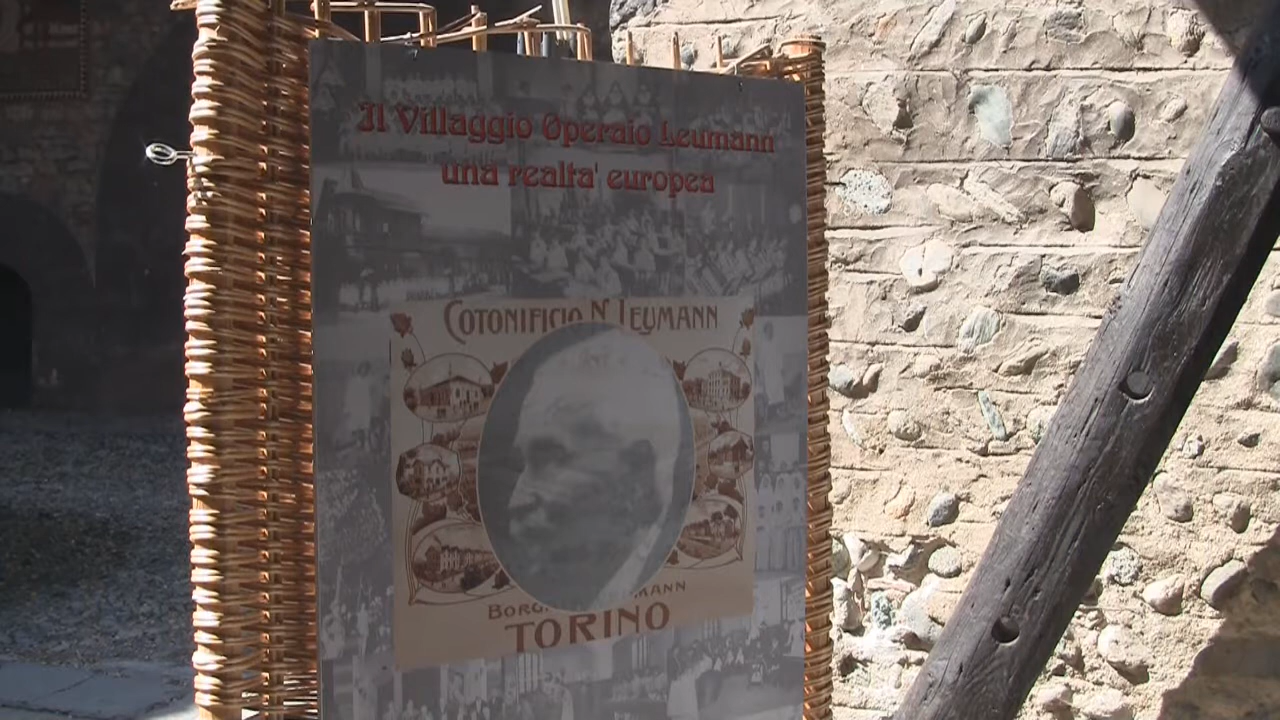 Il Villaggio Operaio Leumann
una realta' europea
COTONIFICIO N. LEUMANN
TORINO